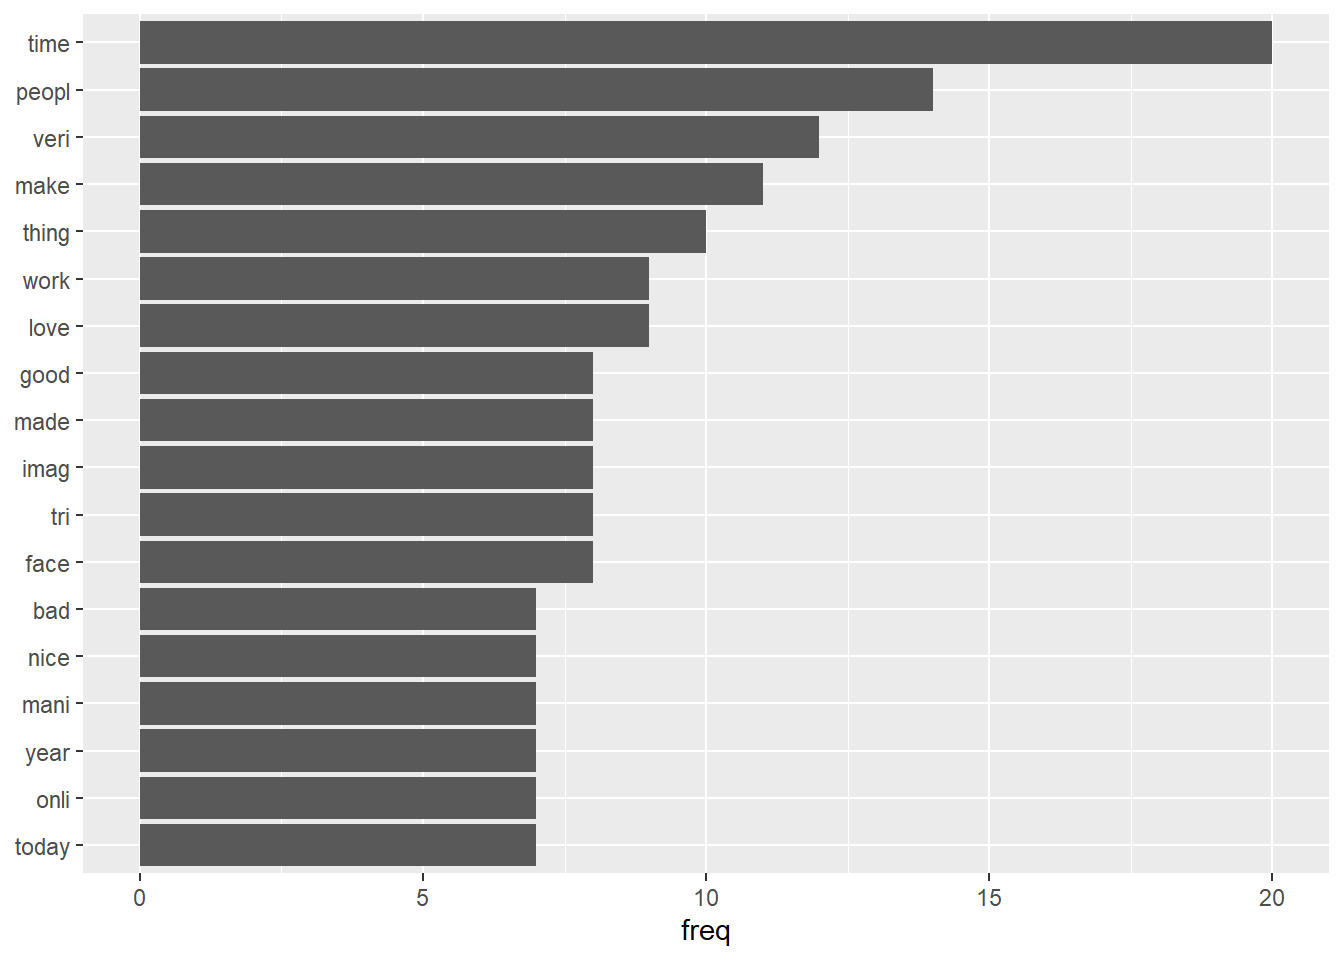 time
peopl
veri
make
thing
work
love
good
made
imag
tri
face
bad
nice
mani
year
onli
today
0 5 10 15 20
freq